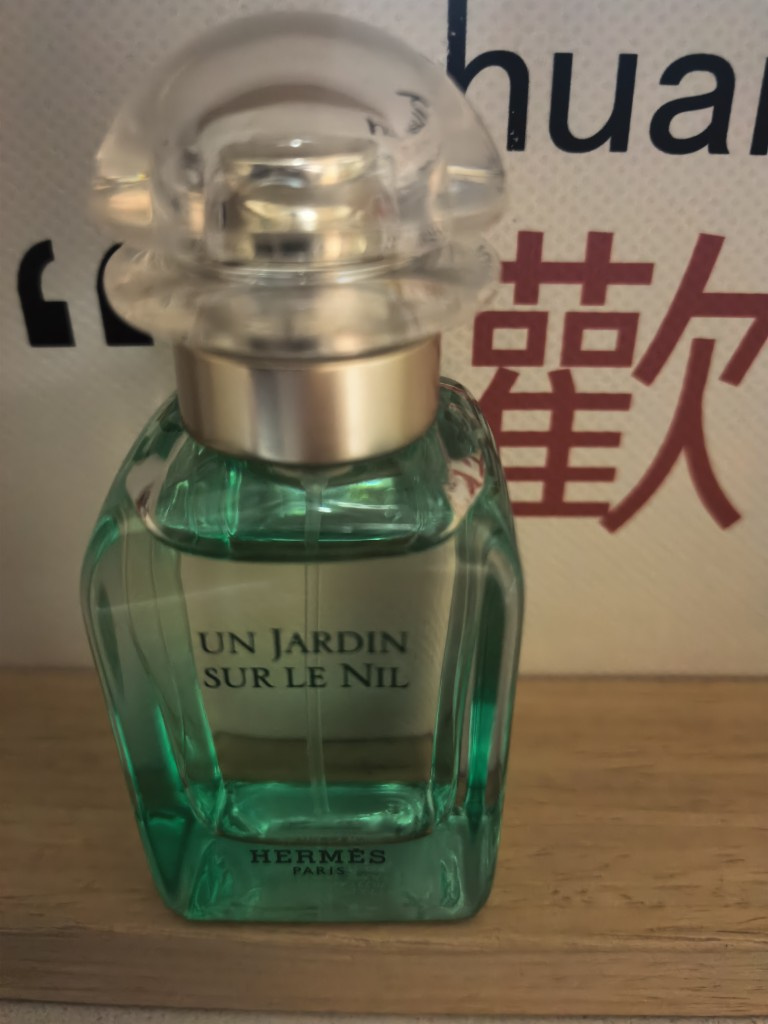 huan
“
歡
UN JARDIN
SUR LE NIL
HERMÈS
PARIS